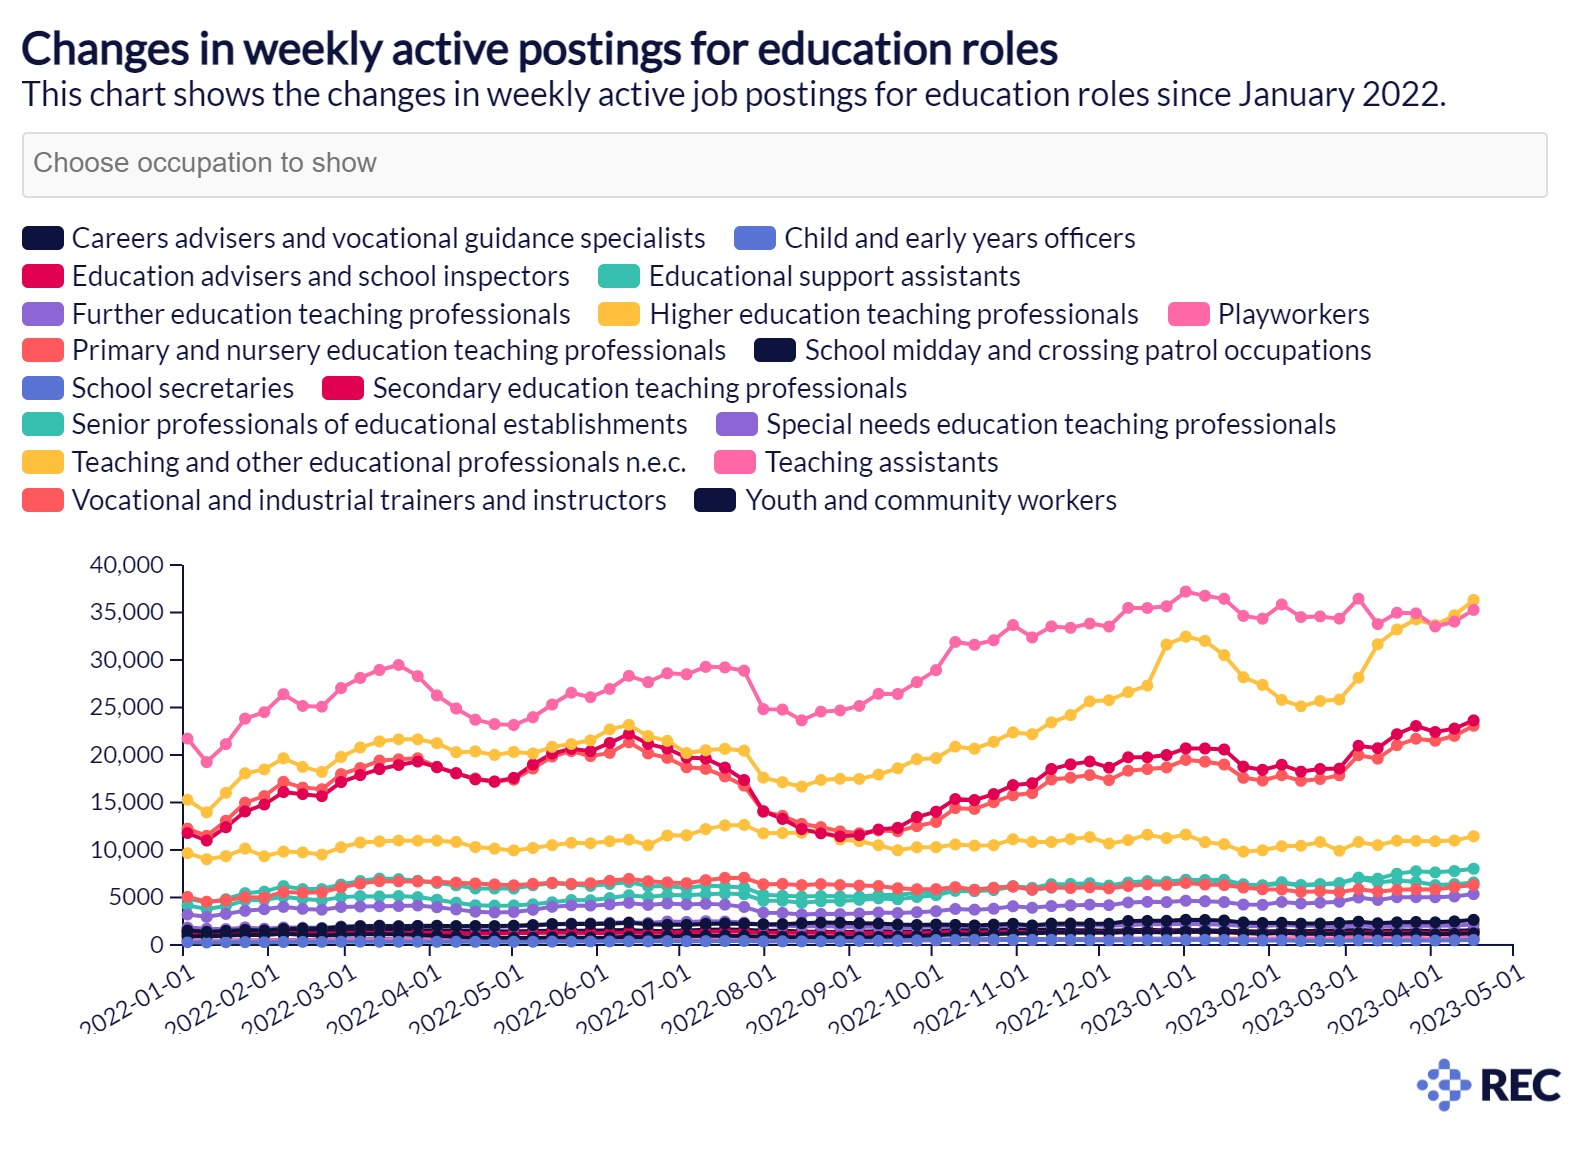 Changes in weekly active postings for education roles
This chart shows the changes in weekly active job postings for education roles since January 2022.
Choose occupation to show
Careers advisers and vocational guidance specialists Child and early years officers
Education advisers and school inspectors Educational support assistants
Further education teaching professionals Higher education teaching professionals Playworkers
Primary and nursery education teaching professionals School midday and crossing patrol occupations
School secretaries Secondary education teaching professionals
Senior professionals of educational establishments Special needs education teaching professionals
Teaching and other educational professionals n.e.c. Teaching assistants
Vocational and industrial trainers and instructors Youth and community workers
40,000
35,000
30,000
25,000
20,000
15,000
10,000
5000
0
2022-01-01 2022-02-01 2022-03-01 2022-04-01 2022-05-01 2022-06-01 2022-07-01 2022-08-01 2022-09-01 2022-10-01 2022-11-01 2022-12-01 2023-01-01 2023-02-01 2023-03-01 2023-04-01 2023-05-01
REC